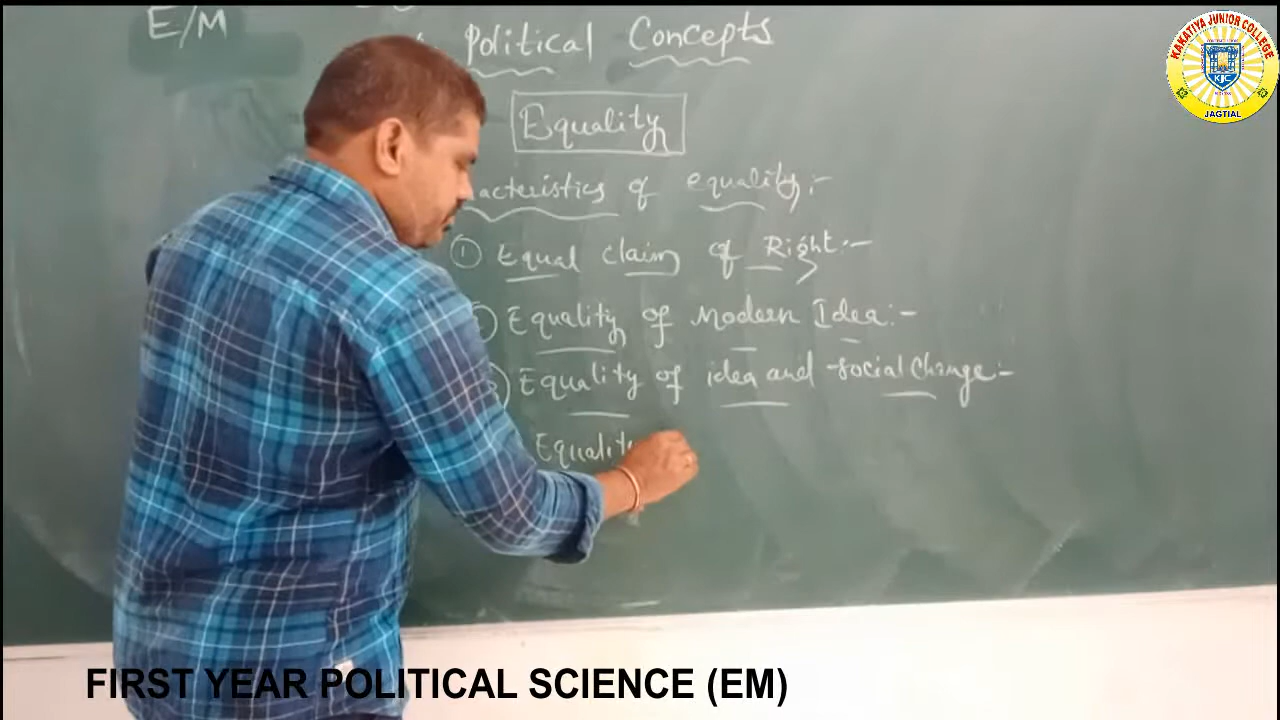 E/M
Political Concepts
Equality
acteristics of equality:-
① Equal claim of Right:-
Equality of Modern Idea:-
Equality of idea and social change:-
Equality
KAKATIYA JUNIOR COLLEGE
KJC
JAGTIAL
FIRST YEAR POLITICAL SCIENCE (EM)